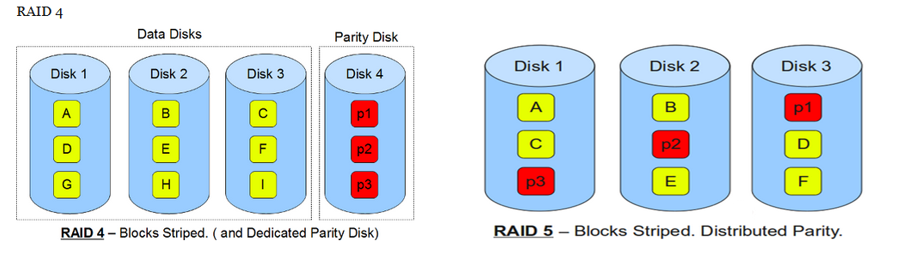 RAID 4
Data Disks
Parity Disk
Disk 1 Disk 2 Disk 3 Disk 4
A B C p1
D E F p2
G H I p3
RAID 4 – Blocks Striped. ( and Dedicated Parity Disk)
Disk 1 Disk 2 Disk 3
A B p1
C p2 D
p3 E F
RAID 5 – Blocks Striped. Distributed Parity.